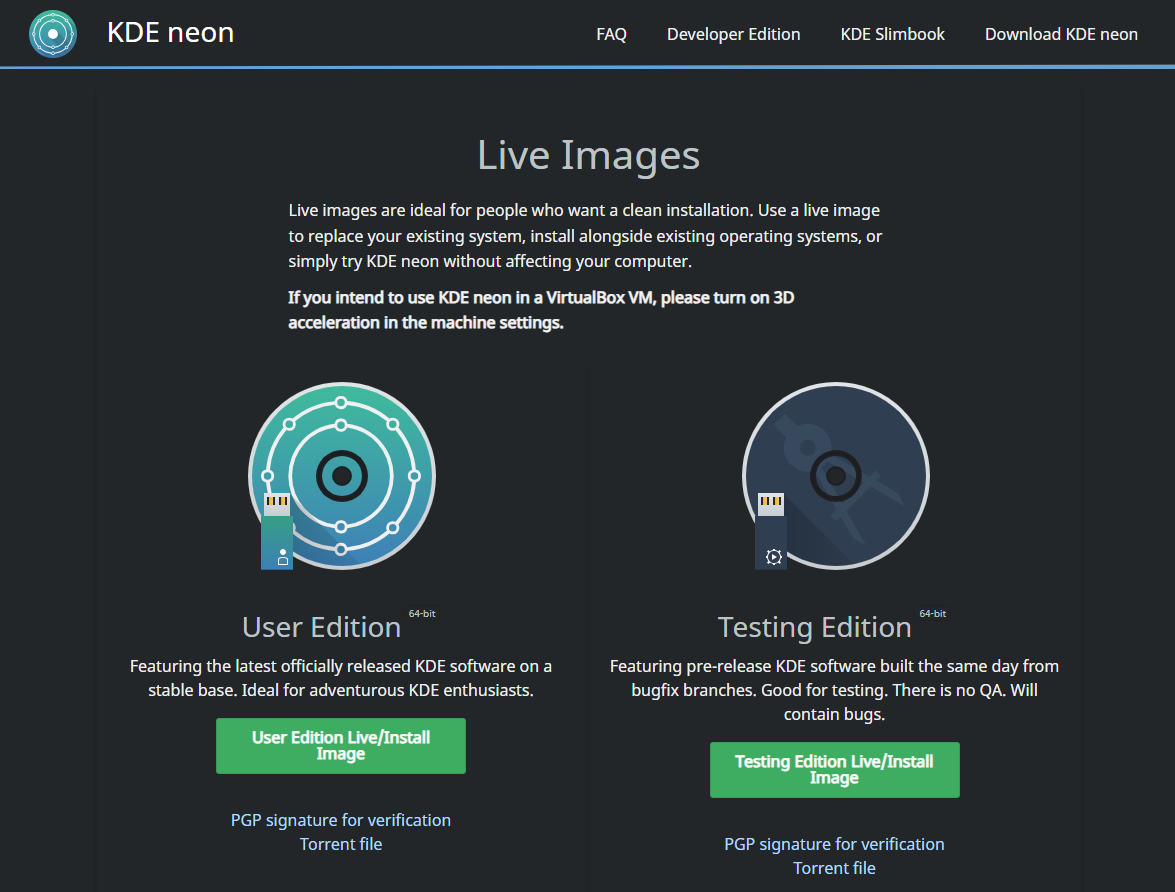 KDE neon
FAQ
Developer Edition
KDE Slimbook
Download KDE neon
Live Images
Live images are ideal for people who want a clean installation. Use a live image
to replace your existing system, install alongside existing operating systems, or
simply try KDE neon without affecting your computer.
If you intend to use KDE neon in a VirtualBox VM, please turn on 3D
acceleration in the machine settings.
User Edition 64-bit
Featuring the latest officially released KDE software on a
stable base. Ideal for adventurous KDE enthusiasts.
User Edition Live/Install
Image
PGP signature for verification
Torrent file
Testing Edition 64-bit
Featuring pre-release KDE software built the same day from
bugfix branches. Good for testing. There is no QA. Will
contain bugs.
Testing Edition Live/Install
Image
PGP signature for verification
Torrent file